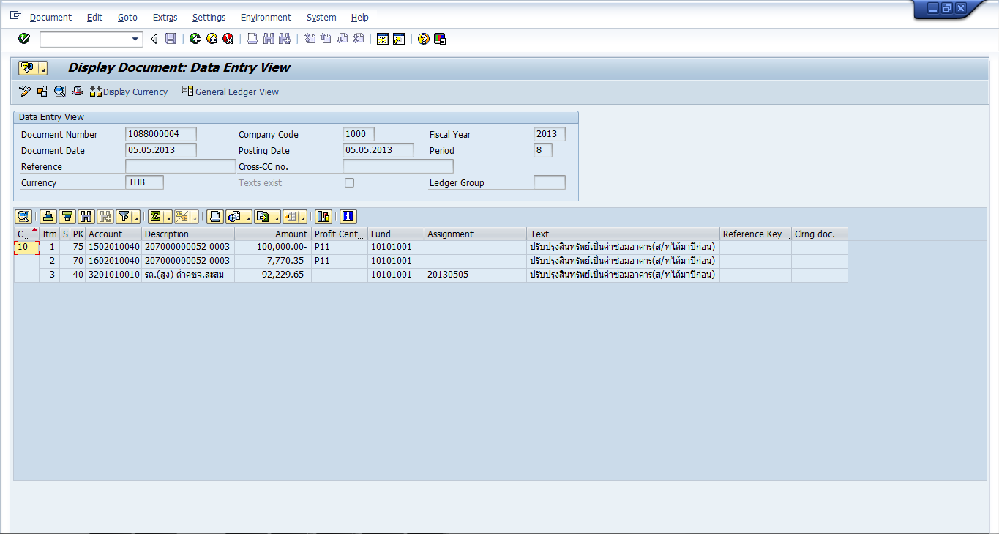 Document Edit Goto Extras Settings Environment System Help
Display Document: Data Entry View
Display Currency General Ledger View
Data Entry View
Document Number 1088000004 Company Code 1000 Fiscal Year 2013
Document Date 05.05.2013 Posting Date 05.05.2013 Period 8
Reference Cross-CC no.
Currency THB Texts exist Ledger Group
C... Itm S PK Account Description Amount Profit Cent... Fund Assignment Text Reference Key ... Clrng doc.
10... 1 75 1502010040 207000000052 0003 100,000.00- P11 10101001 ปรับปรุงสินทรัพย์เป็นค่าซ่อมอาคาร(ส/ทได้มาปีก่อน)
2 70 1602010040 207000000052 0003 7,770.35 P11 10101001 ปรับปรุงสินทรัพย์เป็นค่าซ่อมอาคาร(ส/ทได้มาปีก่อน)
3 40 3201010010 รด.(สูง) ต่ำคชจ.สะสม 92,229.65 10101001 20130505 ปรับปรุงสินทรัพย์เป็นค่าซ่อมอาคาร(ส/ทได้มาปีก่อน)